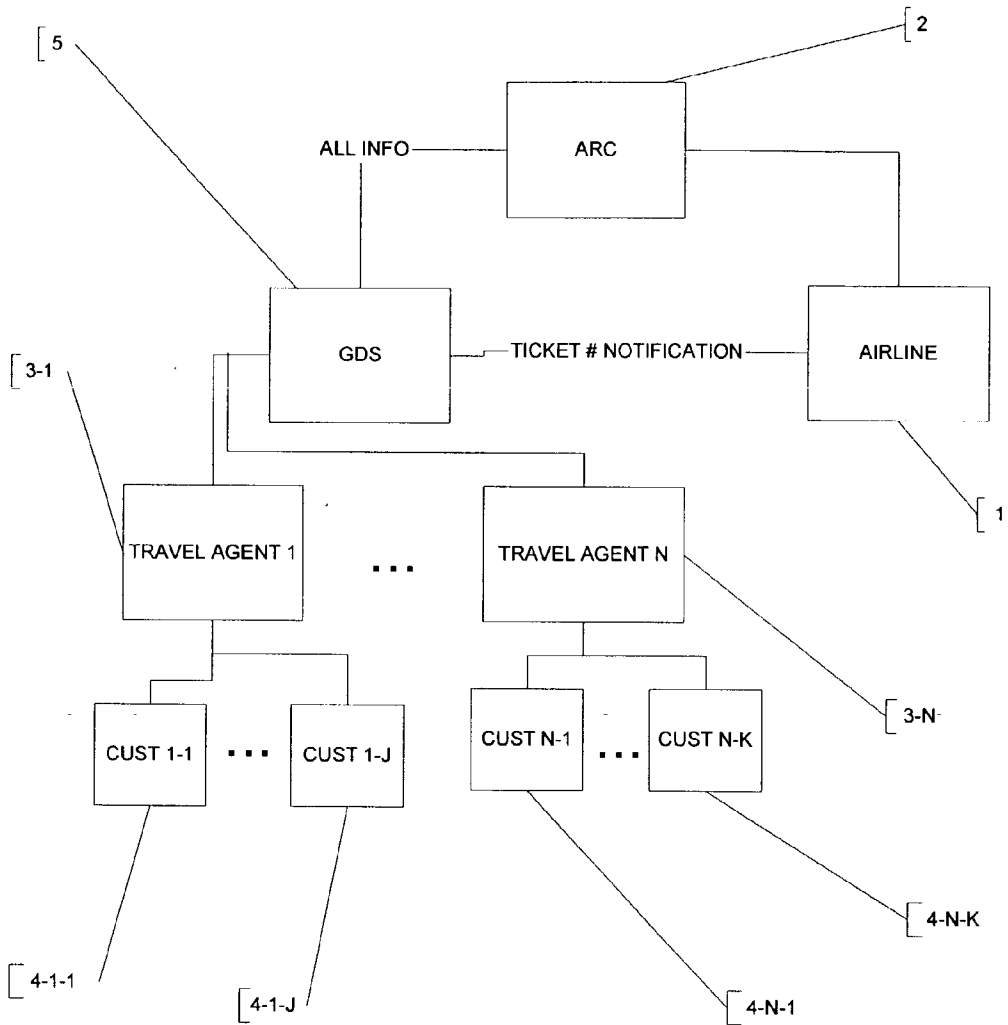 5
2
ALL INFO
ARC
GDS
TICKET # NOTIFICATION
AIRLINE
3-1
1
TRAVEL AGENT 1
...
TRAVEL AGENT N
3-N
CUST 1-1
...
CUST 1-J
CUST N-1
...
CUST N-K
4-N-K
4-1-1
4-1-J
4-N-1